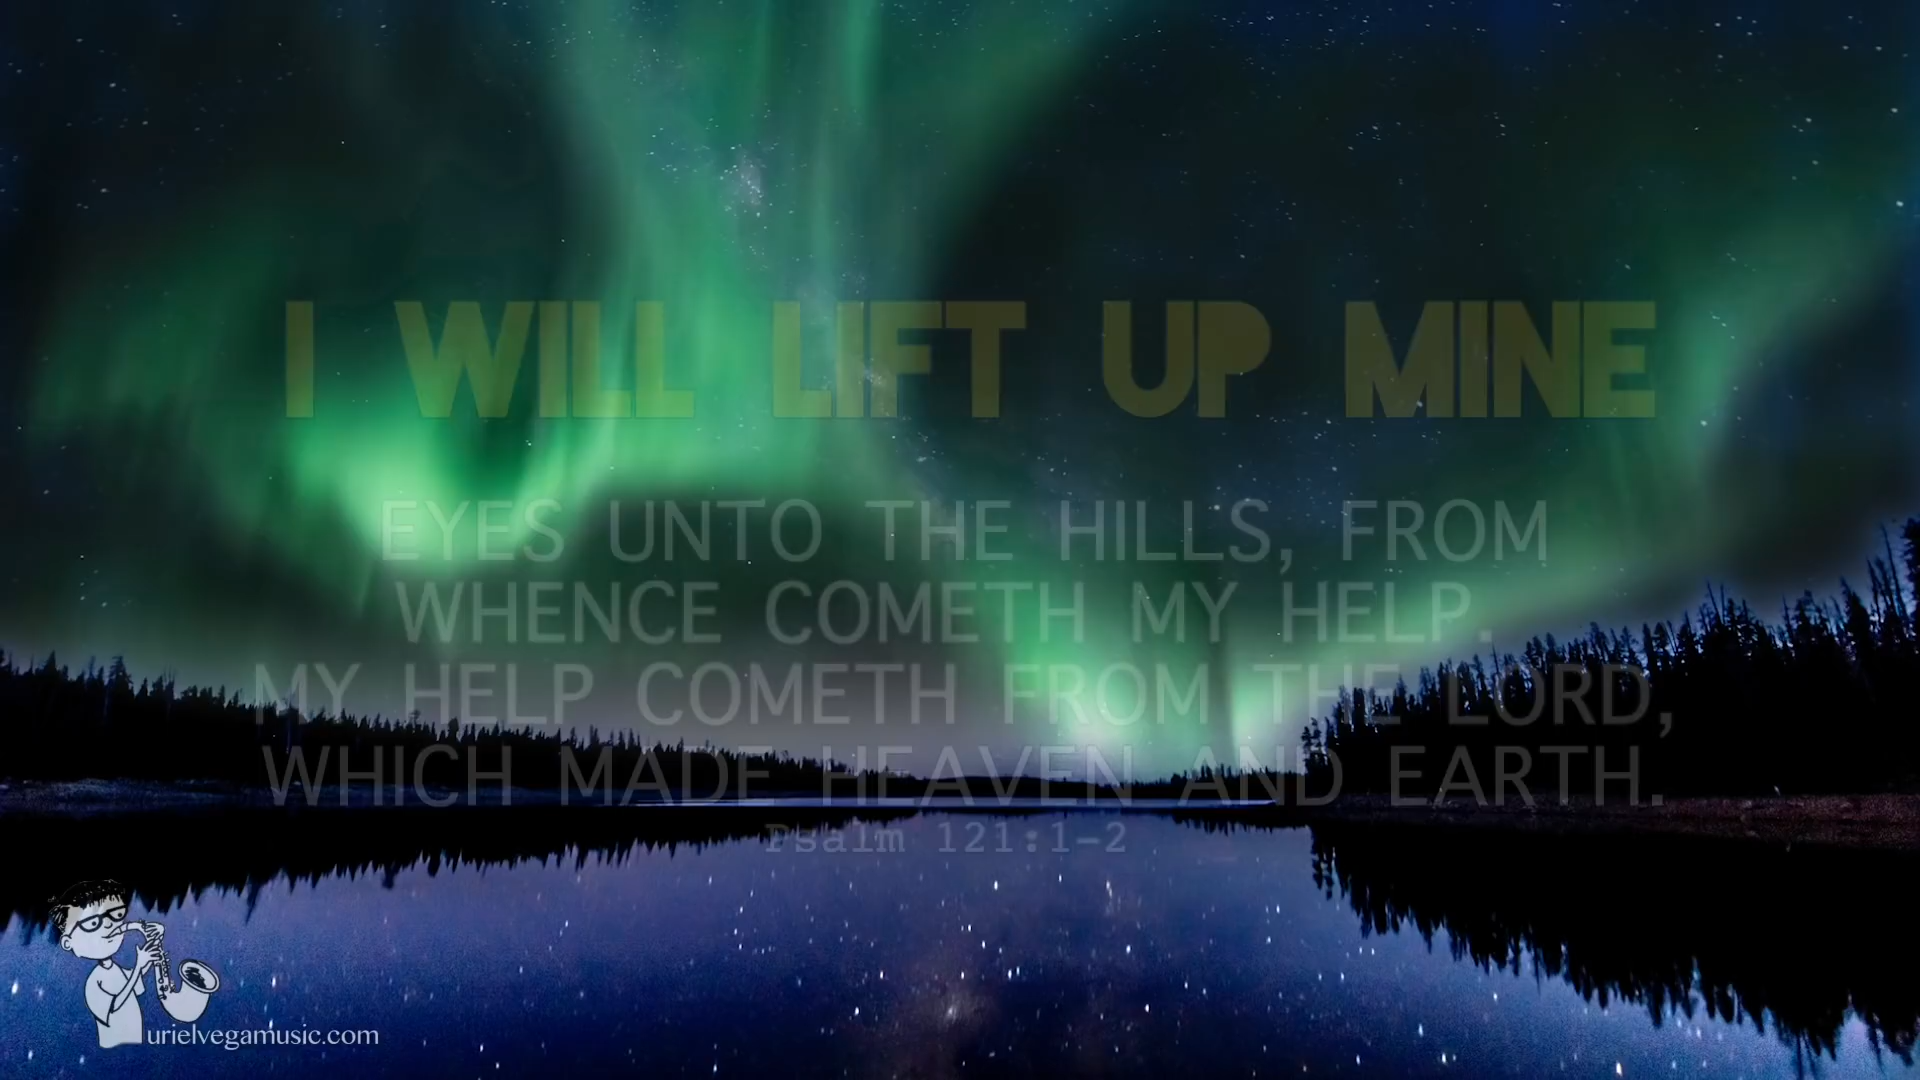 I WILL LIFT UP MINE
EYES UNTO THE HILLS, FROM
WHENCE COMETH MY HELP.
MY HELP COMETH FROM THE LORD,
WHICH MADE HEAVEN AND EARTH.
Psalm 121:1-2
urielvegamusic.com